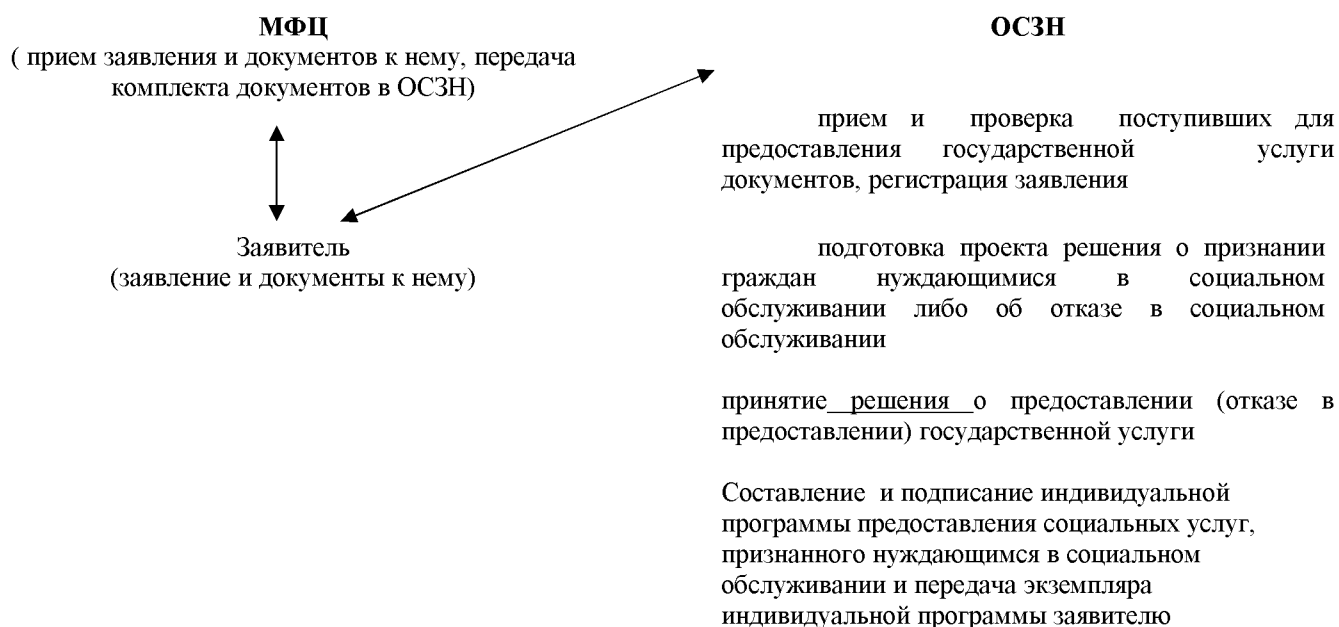 МФЦ
( прием заявления и документов к нему, передача
комплекта документов в ОСЗН)
Заявитель
(заявление и документы к нему)
ОСЗН
прием и проверка поступивших для
предоставления государственной услуги
документов, регистрация заявления
подготовка проекта решения о признании
граждан нуждающимися в социальном
обслуживании либо об отказе в социальном
обслуживании
принятие решения о предоставлении (отказе в
предоставлении) государственной услуги
Составление и подписание индивидуальной
программы предоставления социальных услуг,
признанного нуждающимся в социальном
обслуживании и передача экземпляра
индивидуальной программы заявителю